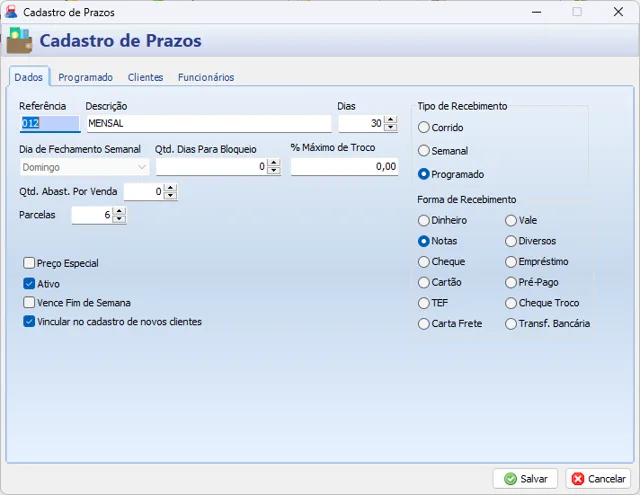 Cadastro de Prazos
Cadastro de Prazos
Dados Programado Clientes Funcionários
Referência Descrição Dias Tipo de Recebimento
012 MENSAL 30 Corrido
Dia de Fechamento Semanal Qtd. Dias Para Bloqueio % Máximo de Troco Semanal
Domingo 0 0,00 Programado
Qtd. Abast. Por Venda 0 Forma de Recebimento
Parcelas 6 Dinheiro Vale
Notas Diversos
Preço Especial Cheque Empréstimo
Ativo Cartão Pré-Pago
Vence Fim de Semana TEF Cheque Troco
Vincular no cadastro de novos clientes Carta Frete Transf. Bancária
Salvar Cancelar